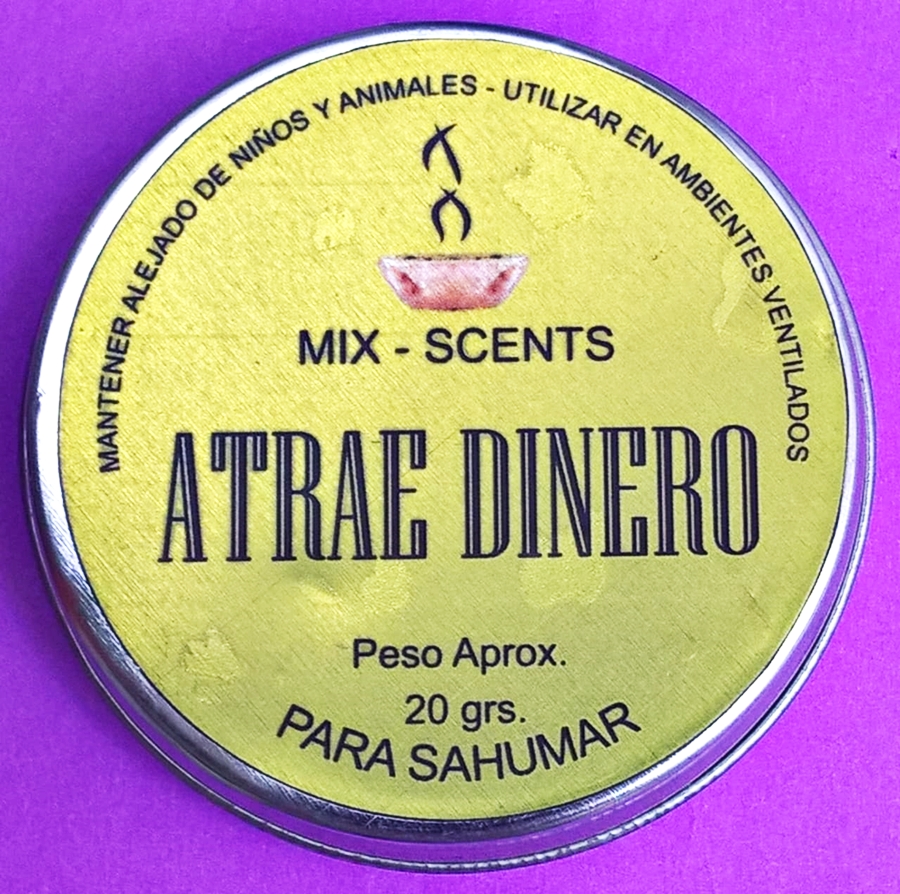 MANTENER ALEJADO DE NIÑOS Y ANIMALES - UTILIZAR EN AMBIENTES VENTILADOS
MIX - SCENTS
ATRAE DINERO
Peso Aprox.
20 grs.
PARA SAHUMAR